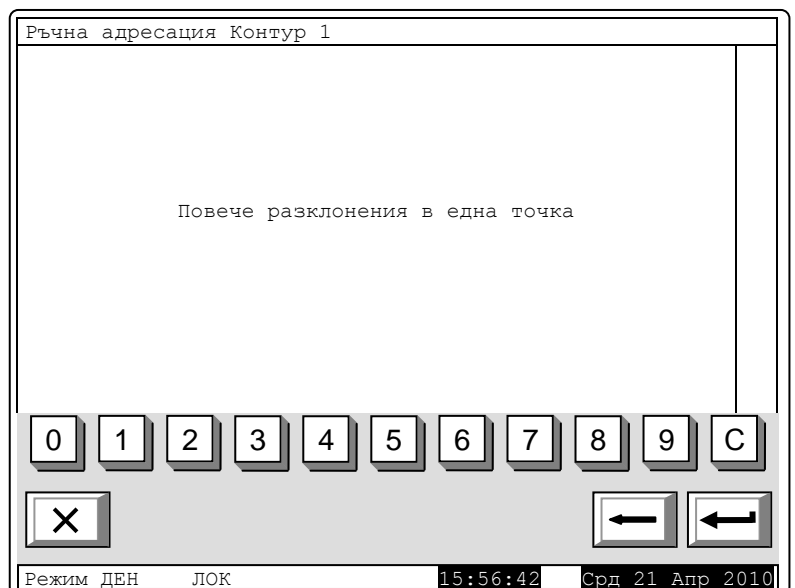 Ръчна адресация Контур 1
Повече разклонения в една точка
0 1 2 3 4 5 6 7 8 9 C
Режим ДЕН ЛОК 15:56:42 Срд 21 Апр 2010